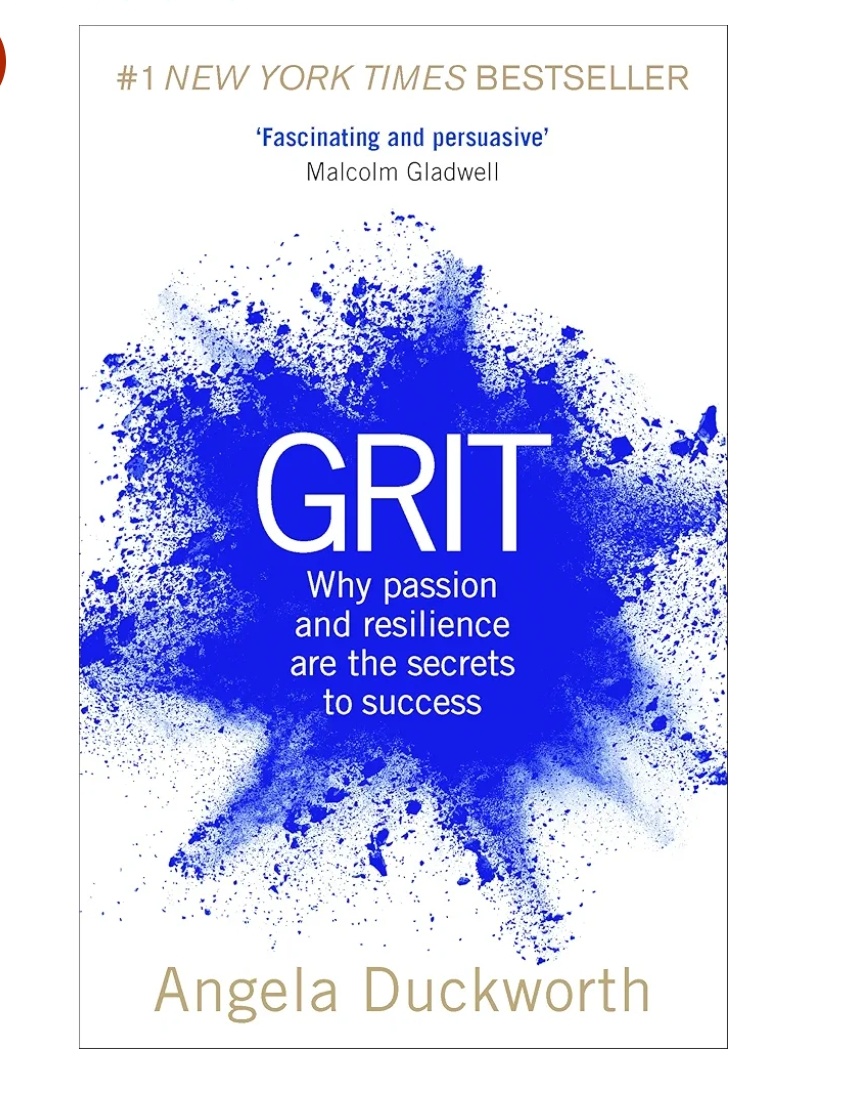 #1 NEW YORK TIMES BESTSELLER
‘Fascinating and persuasive’
Malcolm Gladwell
GRIT
Why passion
and resilience
are the secrets
to success
Angela Duckworth